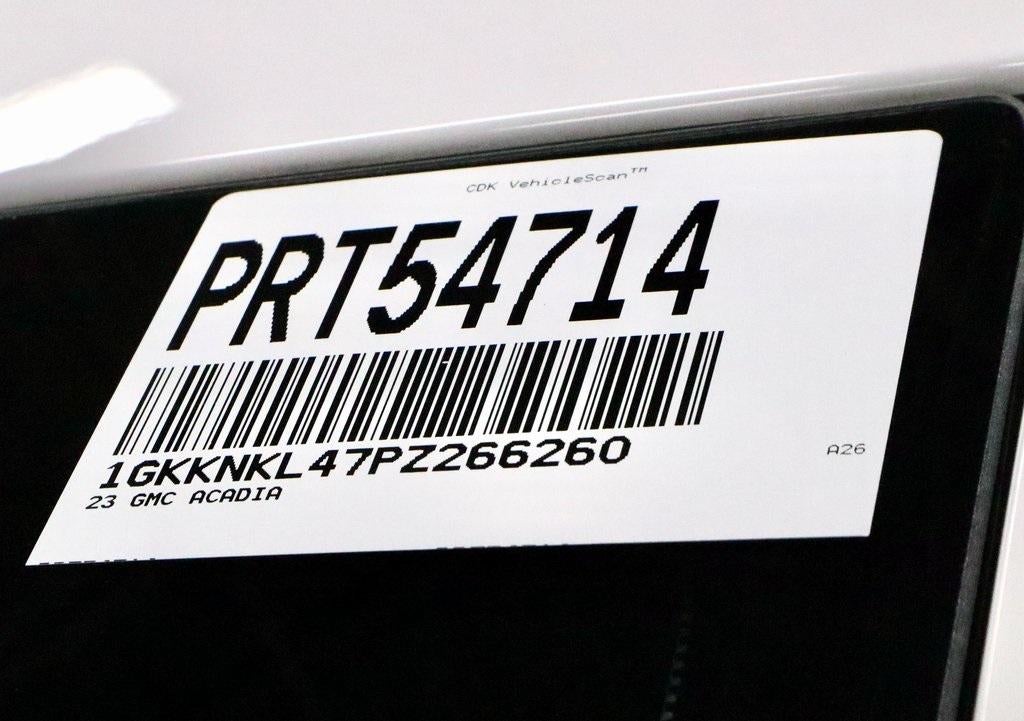 CDK VehicleScan™
PRT54714
1GKKNKL47PZ266260
A26
23 GMC ACADIA